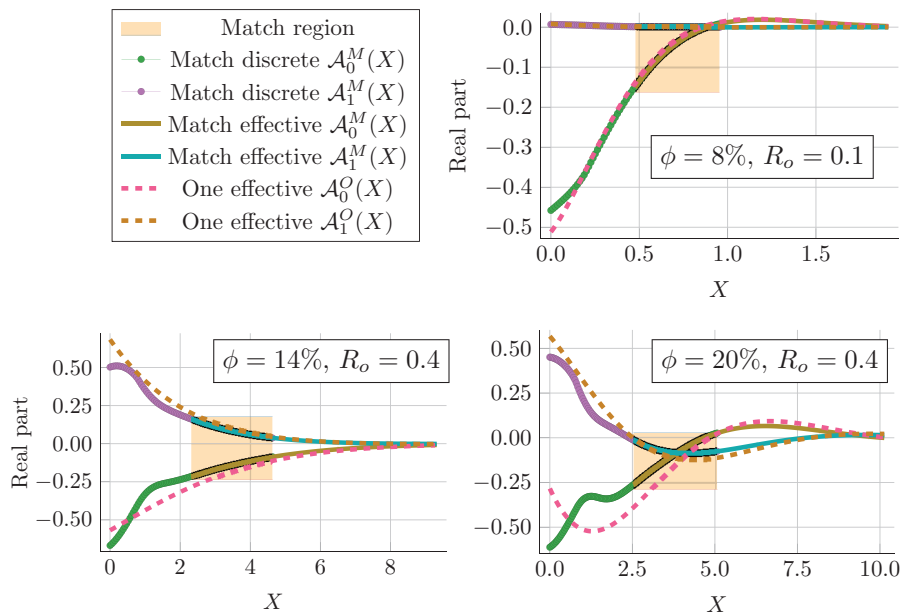 Match region
Match discrete 𝒜₀ᴹ(X)
Match discrete 𝒜₁ᴹ(X)
Match effective 𝒜₀ᴹ(X)
Match effective 𝒜₁ᴹ(X)
One effective 𝒜₀ᴼ(X)
One effective 𝒜₁ᴼ(X)
Real part
0.0
−0.1
−0.2
−0.3
−0.4
−0.5
ϕ = 8%, Rₒ = 0.1
0.0 0.5 1.0 1.5
X
Real part
0.50
0.25
0.00
−0.25
−0.50
ϕ = 14%, Rₒ = 0.4
0 2 4 6 8
X
0.50
0.25
0.00
−0.25
−0.50
ϕ = 20%, Rₒ = 0.4
0.0 2.5 5.0 7.5 10.0
X